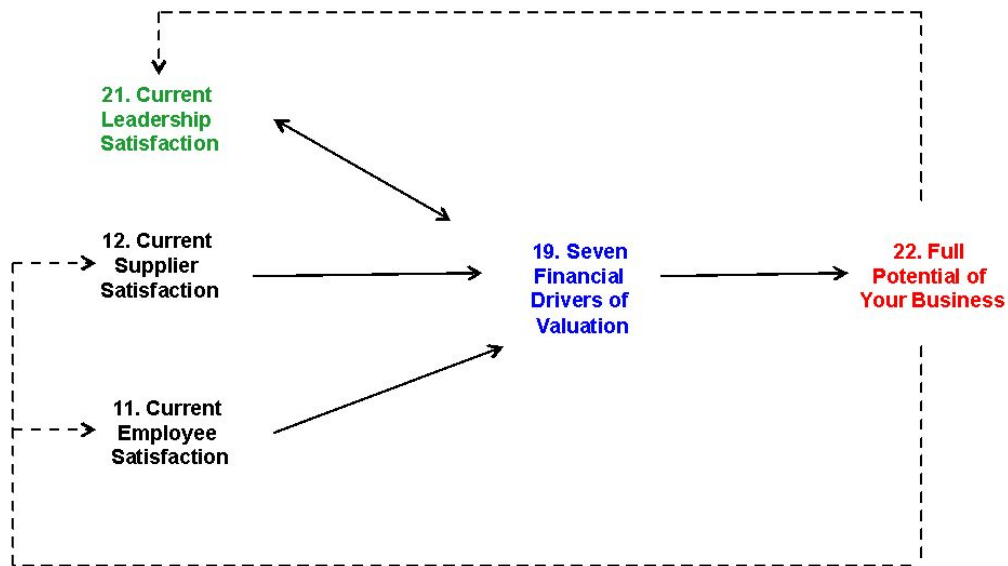 21. Current
Leadership
Satisfaction
12. Current
Supplier
Satisfaction
11. Current
Employee
Satisfaction
19. Seven
Financial
Drivers of
Valuation
22. Full
Potential of
Your Business